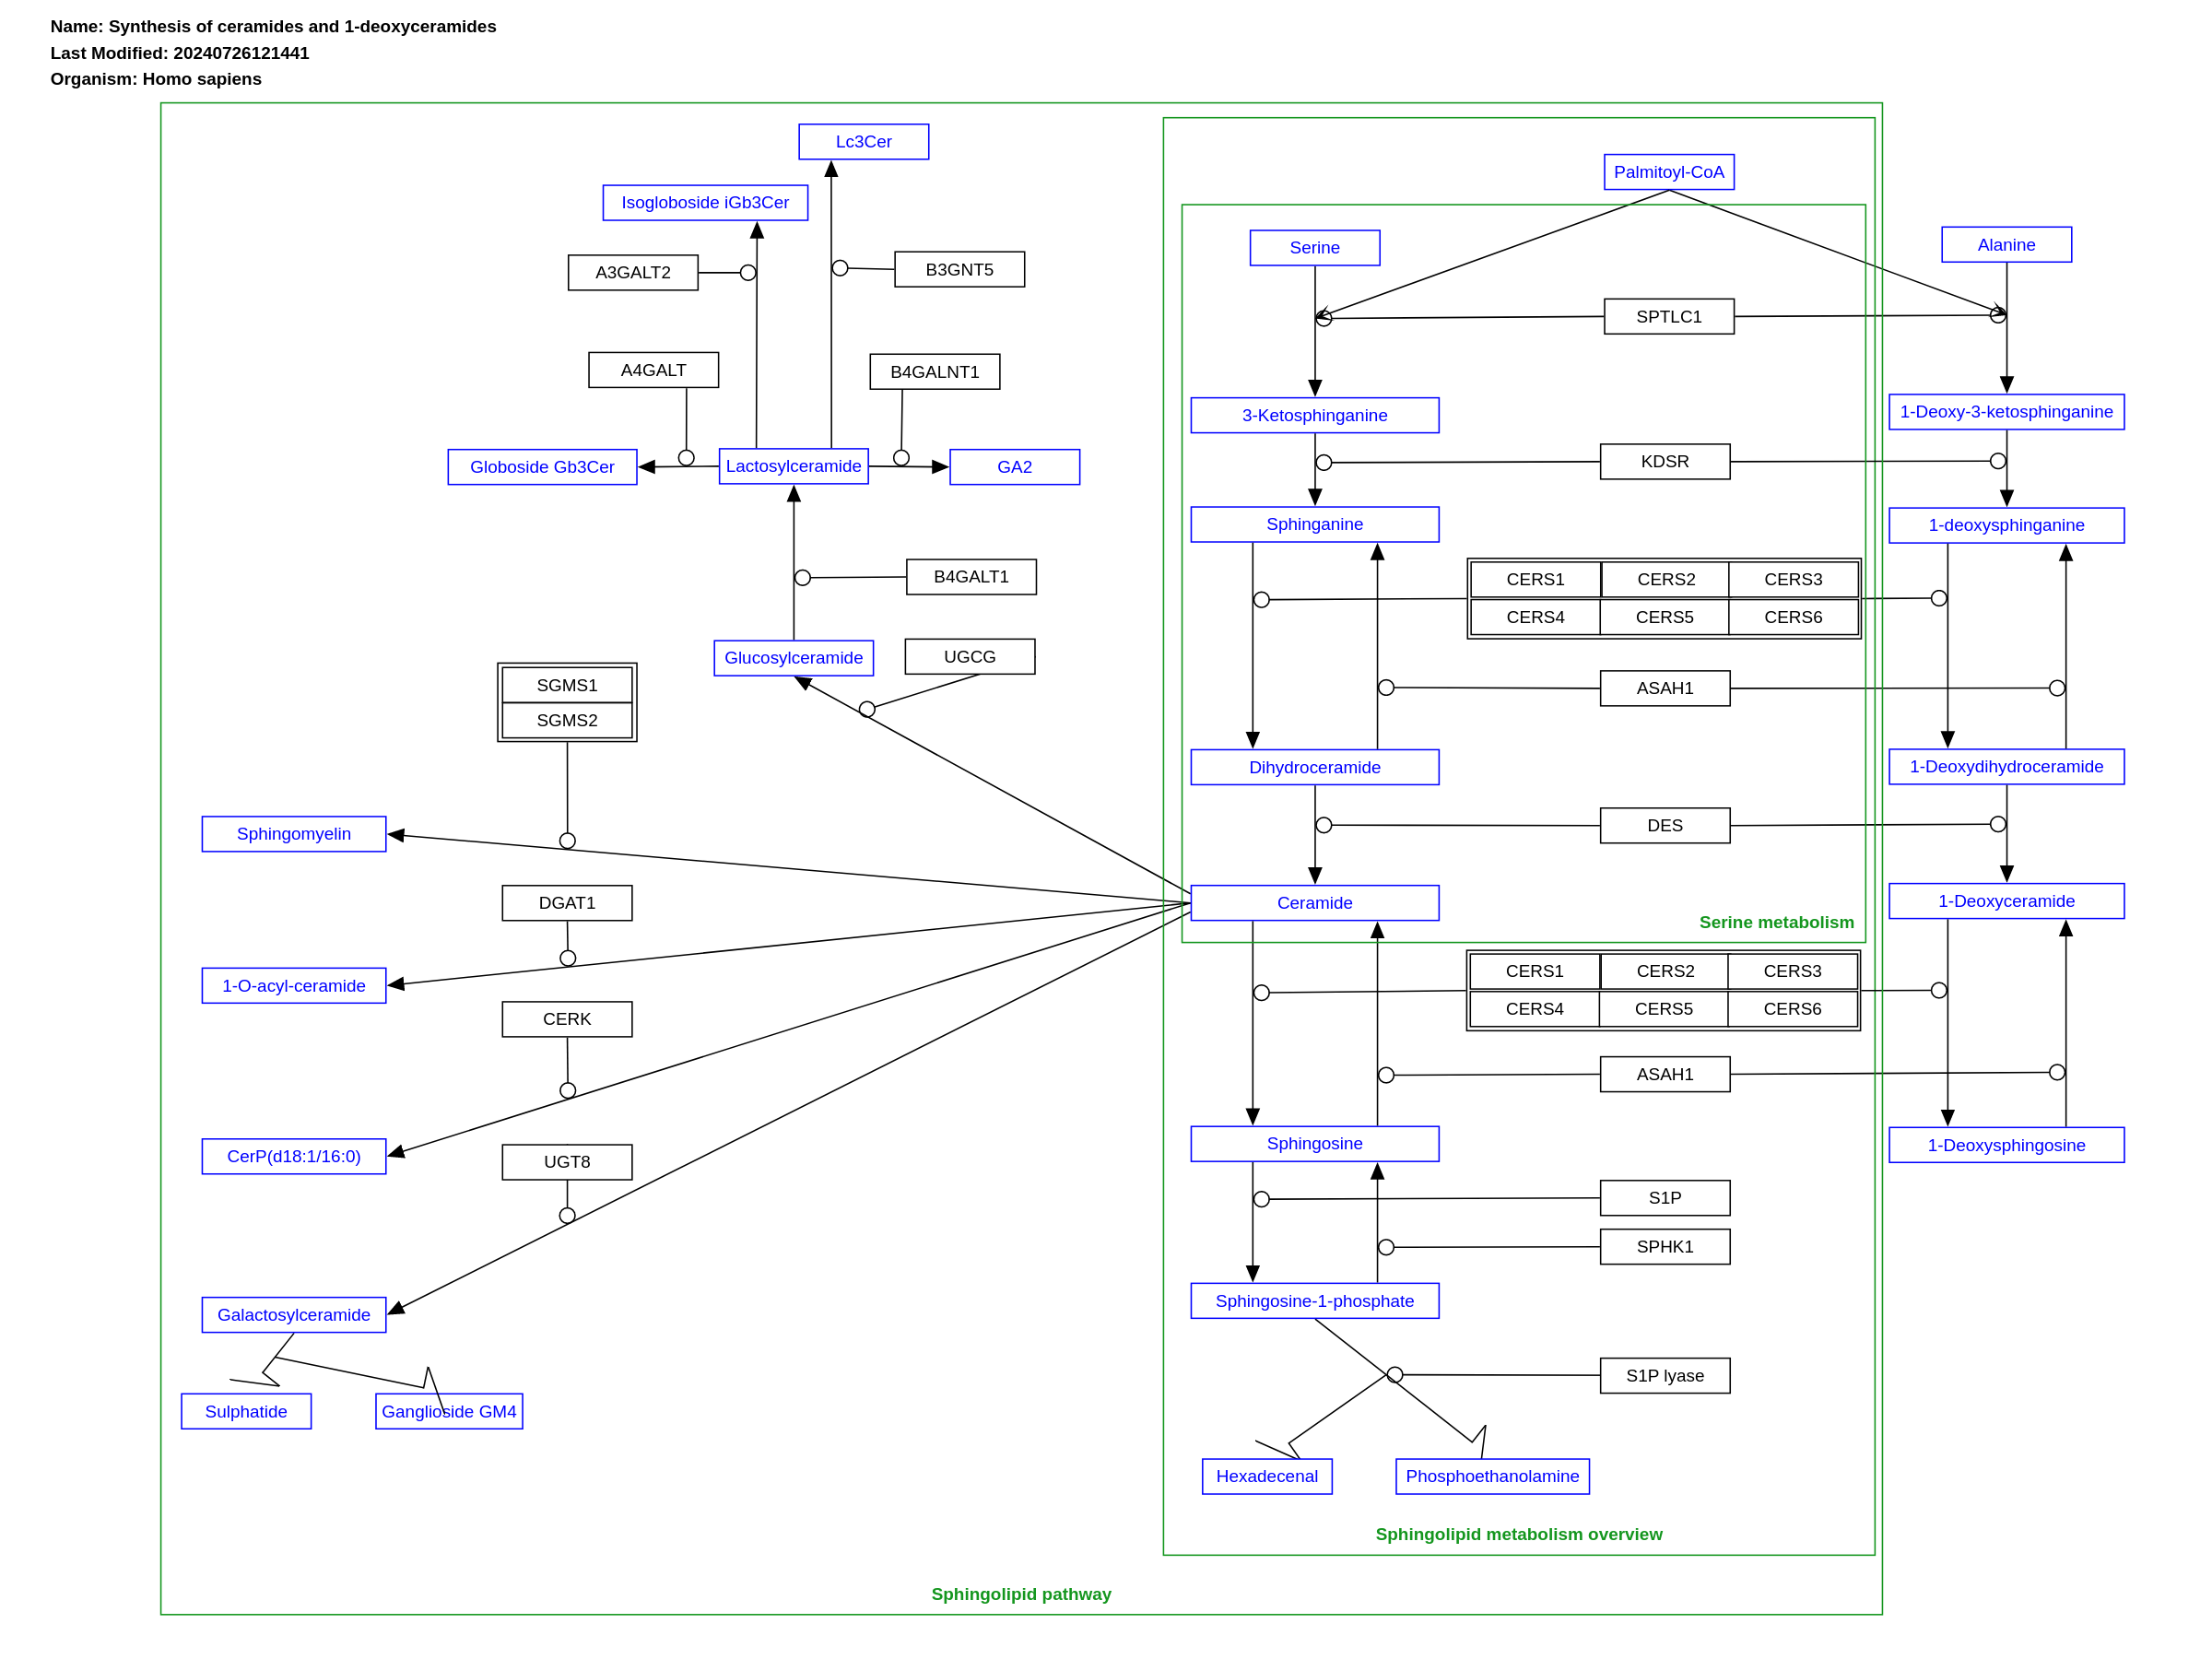 Name: Synthesis of ceramides and 1-deoxyceramides
Last Modified: 20240726121441
Organism: Homo sapiens
Lc3Cer
Isogloboside iGb3Cer
A3GALT2
B3GNT5
A4GALT
B4GALNT1
Globoside Gb3Cer
Lactosylceramide
GA2
B4GALT1
Glucosylceramide
UGCG
SGMS1
SGMS2
Sphingomyelin
DGAT1
1-O-acyl-ceramide
CERK
CerP(d18:1/16:0)
UGT8
Galactosylceramide
Sulphatide
Ganglioside GM4
Palmitoyl-CoA
Serine
Alanine
SPTLC1
3-Ketosphinganine
1-Deoxy-3-ketosphinganine
KDSR
Sphinganine
1-deoxysphinganine
CERS1 CERS2 CERS3
CERS4 CERS5 CERS6
ASAH1
Dihydroceramide
1-Deoxydihydroceramide
DES
Ceramide
1-Deoxyceramide
Serine metabolism
CERS1 CERS2 CERS3
CERS4 CERS5 CERS6
ASAH1
Sphingosine
1-Deoxysphingosine
S1P
SPHK1
Sphingosine-1-phosphate
S1P lyase
Hexadecenal
Phosphoethanolamine
Sphingolipid metabolism overview
Sphingolipid pathway